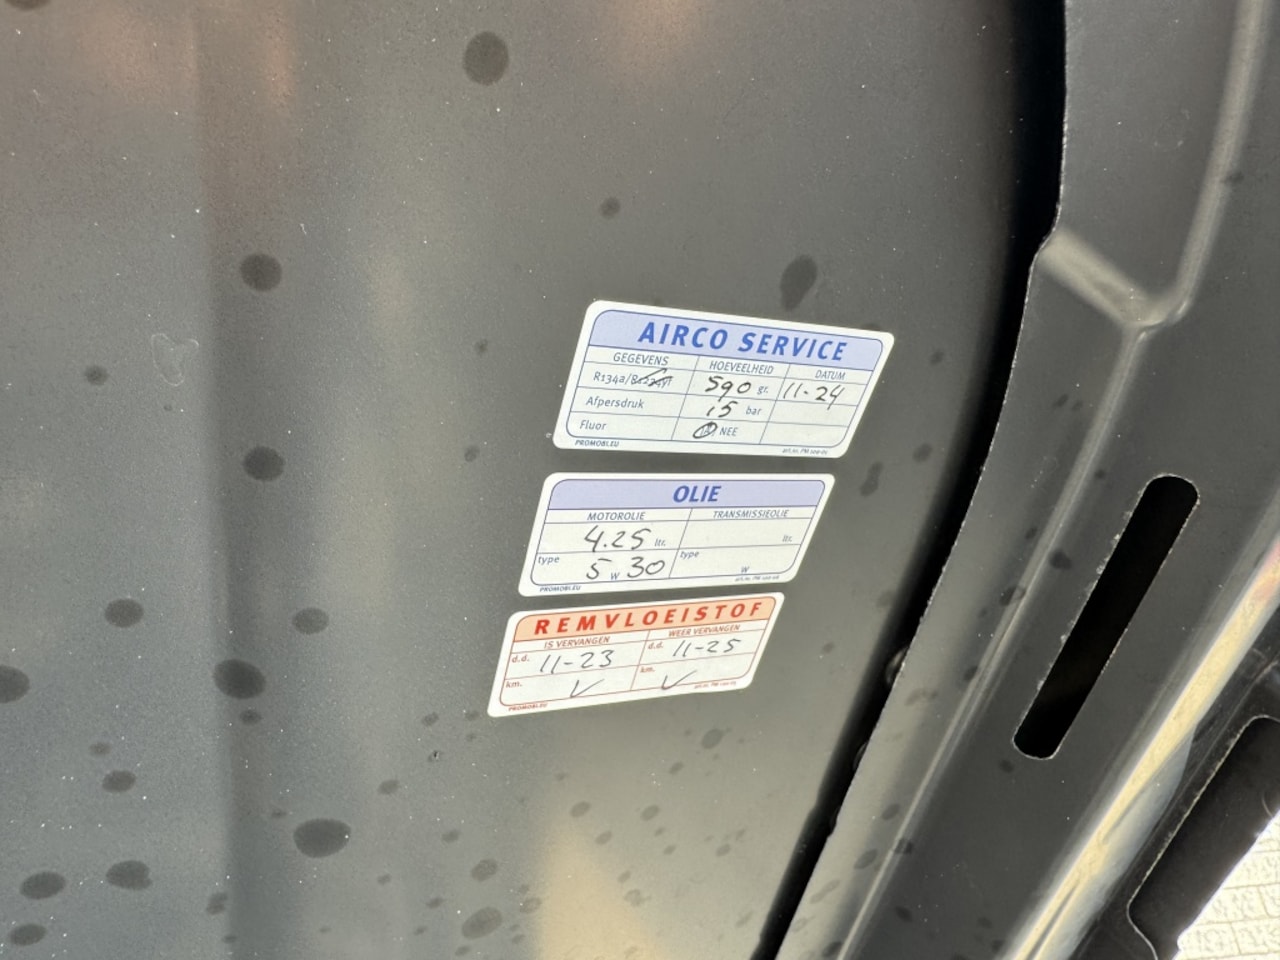 AIRCO SERVICE
GEGEVENS HOEVEELHEID DATUM
R134a/R1234yf 590 gr. 11-24
Afpersdruk 15 bar
Fluor JA/NEE
PROMOBI.EU
OLIE
MOTOROLIE TRANSMISSIEOLIE
4.25 ltr. ltr.
type 5 W 30 type W
PROMOBI.EU
REMVLOEISTOF
IS VERVANGEN WEER VERVANGEN
d.d. 11-23 d.d. 11-25
km. ✓ km. ✓
PROMOBI.EU